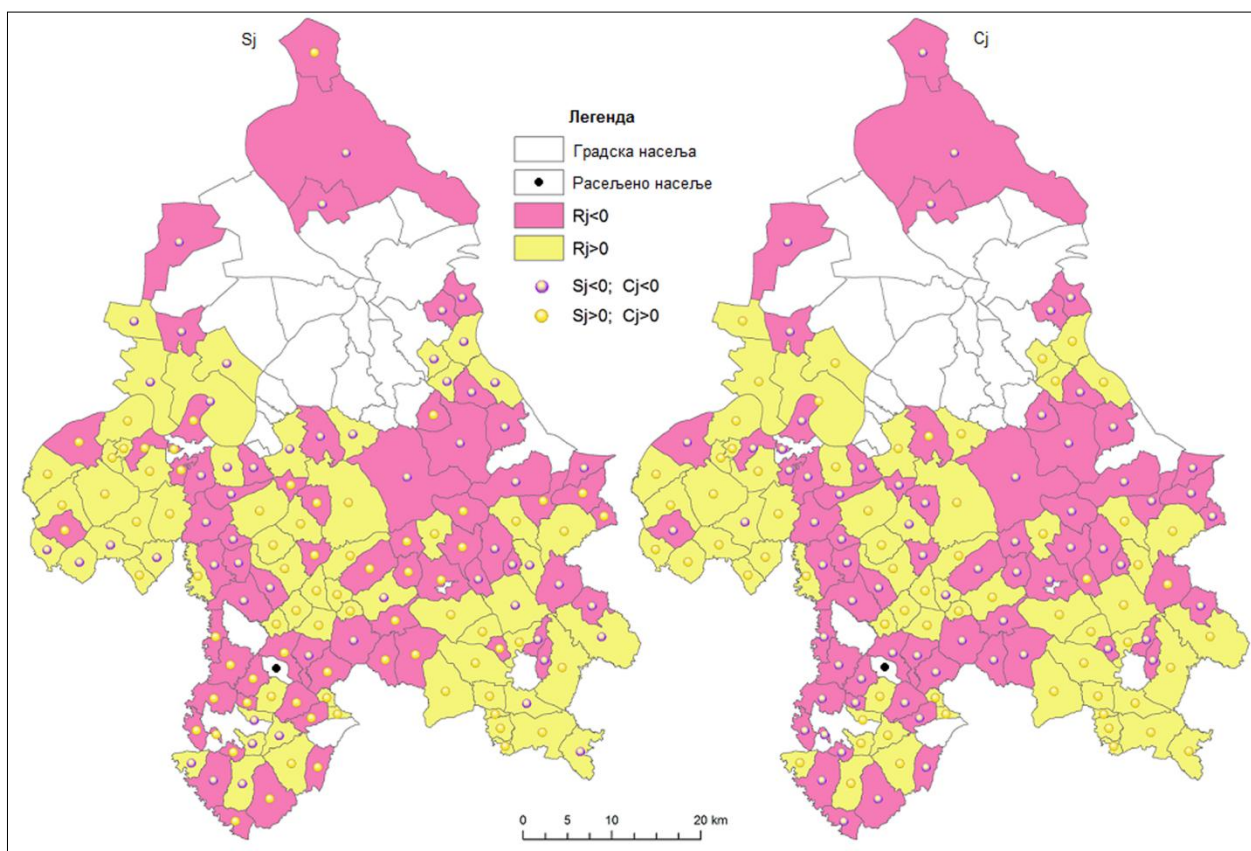 Sj
Cj
Легенда
Градска насеља
Расељено насеље
Rj<0
Rj>0
Sj<0; Cj<0
Sj>0; Cj>0
0 5 10 20 km